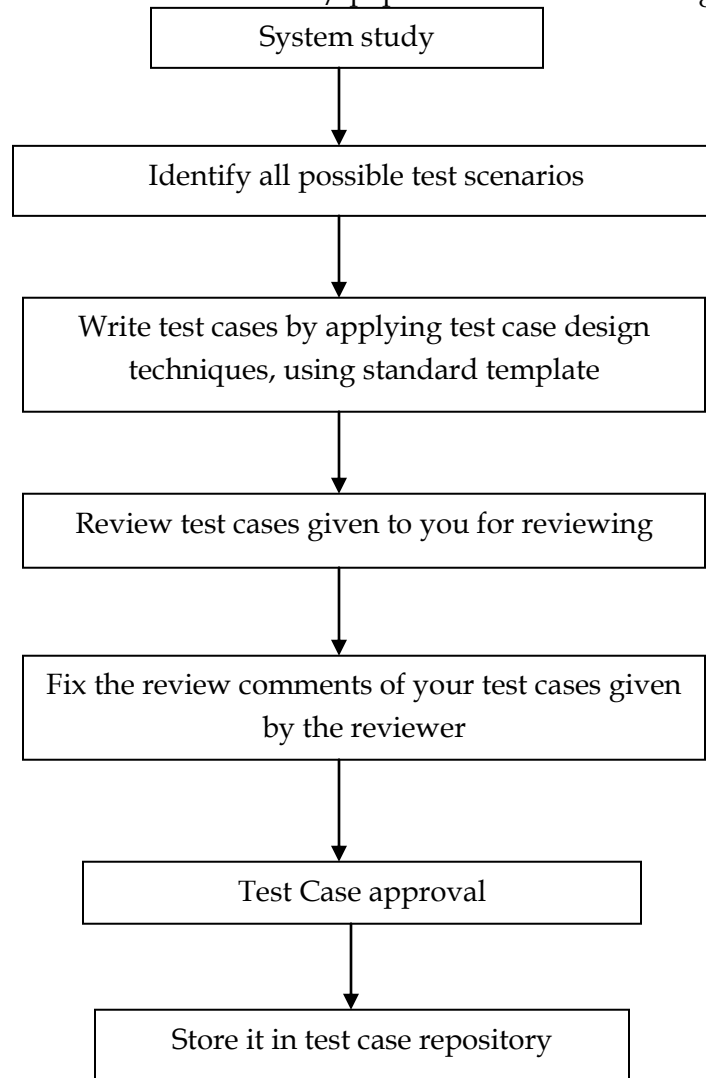 System study
Identify all possible test scenarios
Write test cases by applying test case design
techniques, using standard template
Review test cases given to you for reviewing
Fix the review comments of your test cases given
by the reviewer
Test Case approval
Store it in test case repository